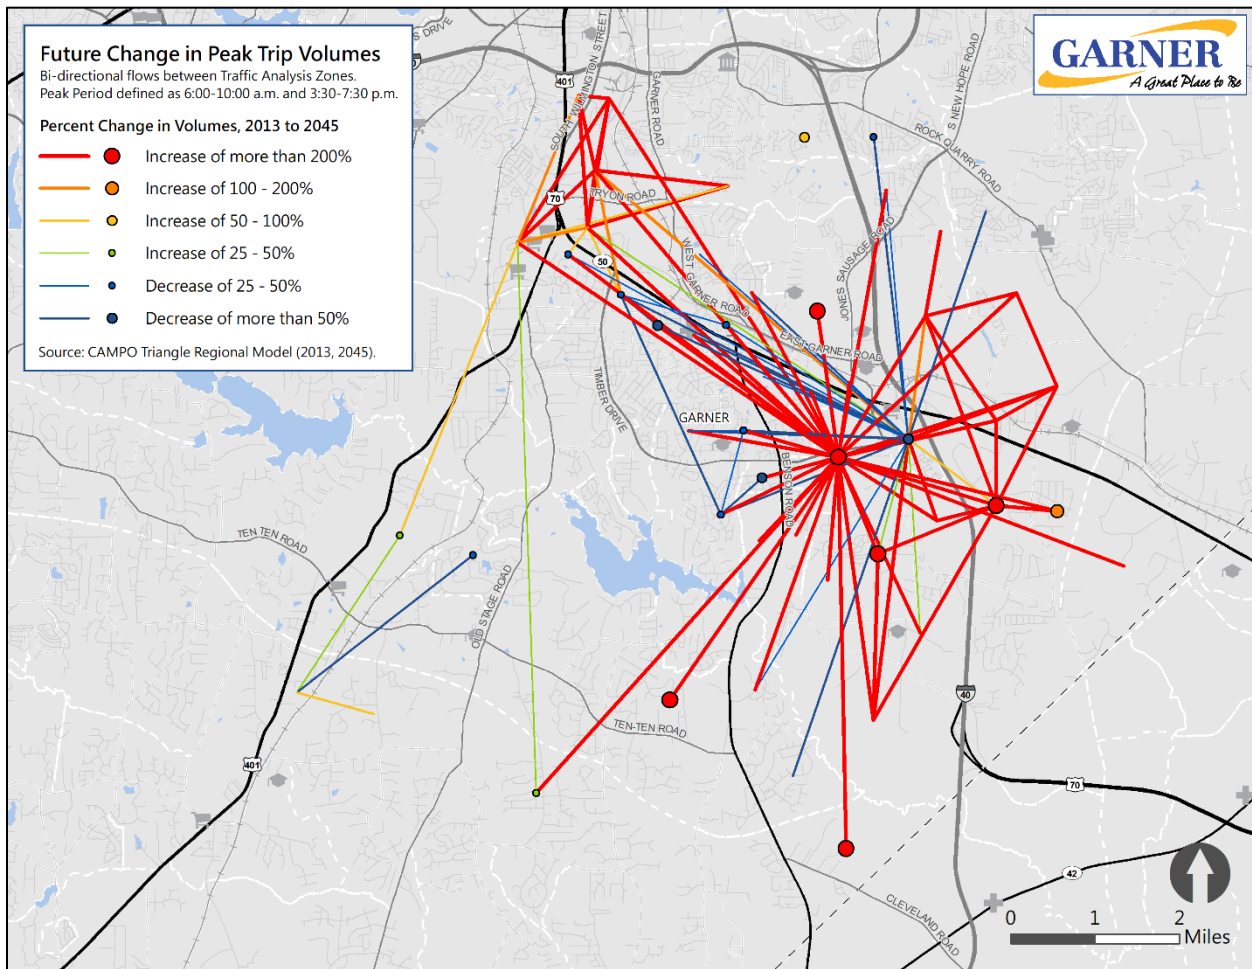 Future Change in Peak Trip Volumes
Bi-directional flows between Traffic Analysis Zones.
Peak Period defined as 6:00-10:00 a.m. and 3:30-7:30 p.m.
Percent Change in Volumes, 2013 to 2045
Increase of more than 200%
Increase of 100 - 200%
Increase of 50 - 100%
Increase of 25 - 50%
Decrease of 25 - 50%
Decrease of more than 50%
Source: CAMPO Triangle Regional Model (2013, 2045).
GARNER
A Great Place to Be
S DRIVE
401
SOUTH WILMINGTON STREET
GARNER ROAD
S NEW HOPE ROAD
ROCK QUARRY ROAD
70
TRYON ROAD
50
WEST GARNER ROAD
JONES SAUSAGE ROAD
EAST GARNER ROAD
TIMBER DRIVE
GARNER
BENSON ROAD
TEN TEN ROAD
OLD STAGE ROAD
TEN-TEN ROAD
40
401
70
42
CLEVELAND ROAD
0 1 2
Miles